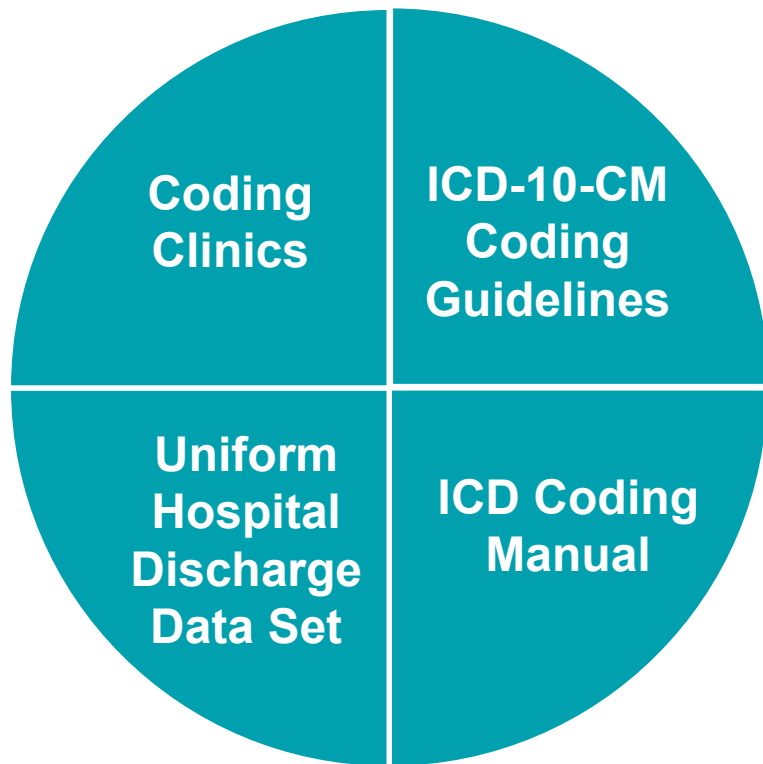 Coding
Clinics
ICD-10-CM
Coding
Guidelines
Uniform
Hospital
Discharge
Data Set
ICD Coding
Manual